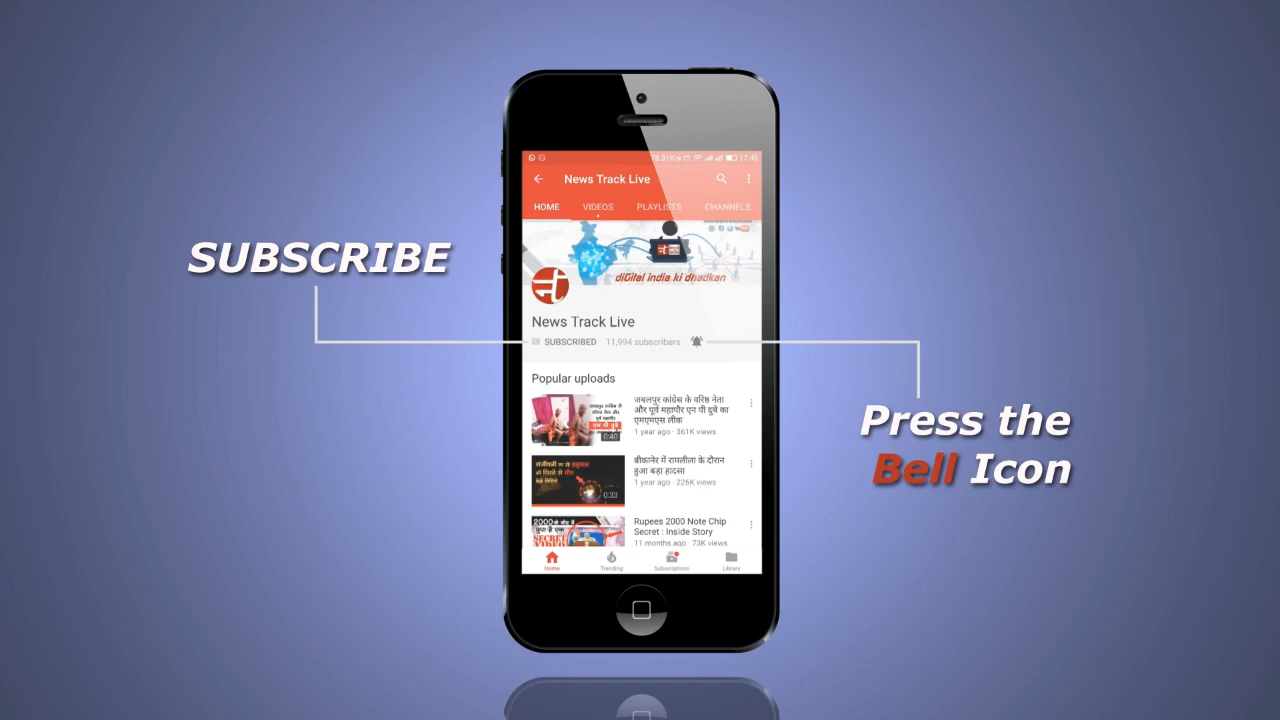 SUBSCRIBE
Press the
Bell Icon
17:45
News Track Live
HOME VIDEOS PLAYLISTS CHANNELS
diGital india ki dhadkan
News Track Live
SUBSCRIBED 11,994 subscribers
Popular uploads
जबलपुर कांग्रेस के वरिष्ठ नेता
और पूर्व महापौर एन पी दुबे का
एमएमएस लीक
1 year ago · 361K views
0:40
बीकानेर में रामलीला के दौरान
हुआ बड़ा हादसा
1 year ago · 226K views
0:33
Rupees 2000 Note Chip
Secret : Inside Story
11 months ago · 73K views
SECRET
Home Trending Subscriptions Library